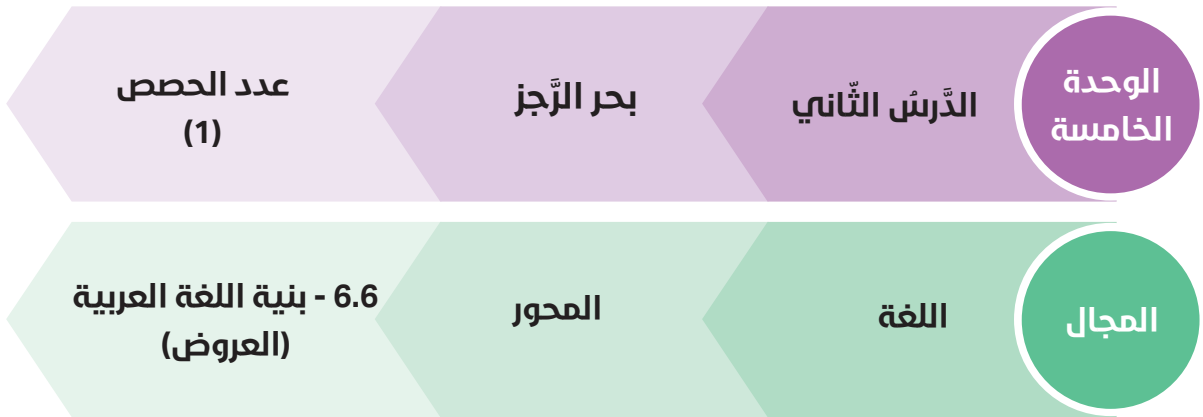 الوحدة
الخامسة
الدَّرسُ الثّاني
بحر الرَّجز
عدد الحصص
(1)
المجال
اللغة
المحور
6.6 - بنية اللغة العربية
(العروض)